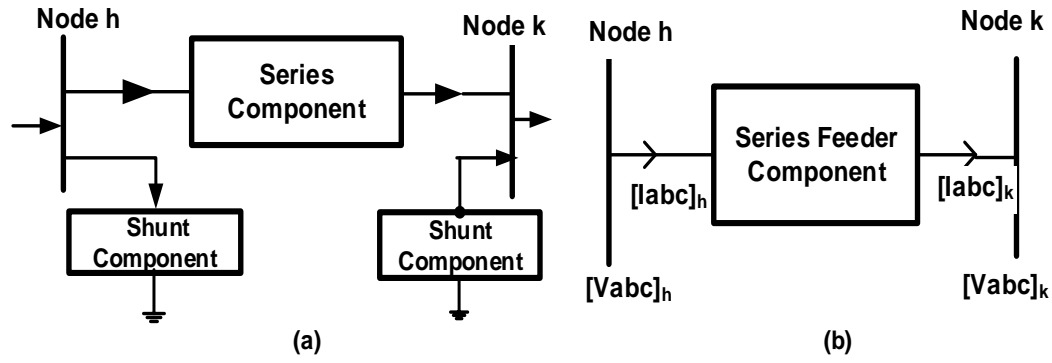 Node h
Series
Component
Node k
Shunt
Component
Shunt
Component
(a)
Node h
Series Feeder
Component
Node k
[Iabc]h
[Iabc]k
[Vabc]h
[Vabc]k
(b)